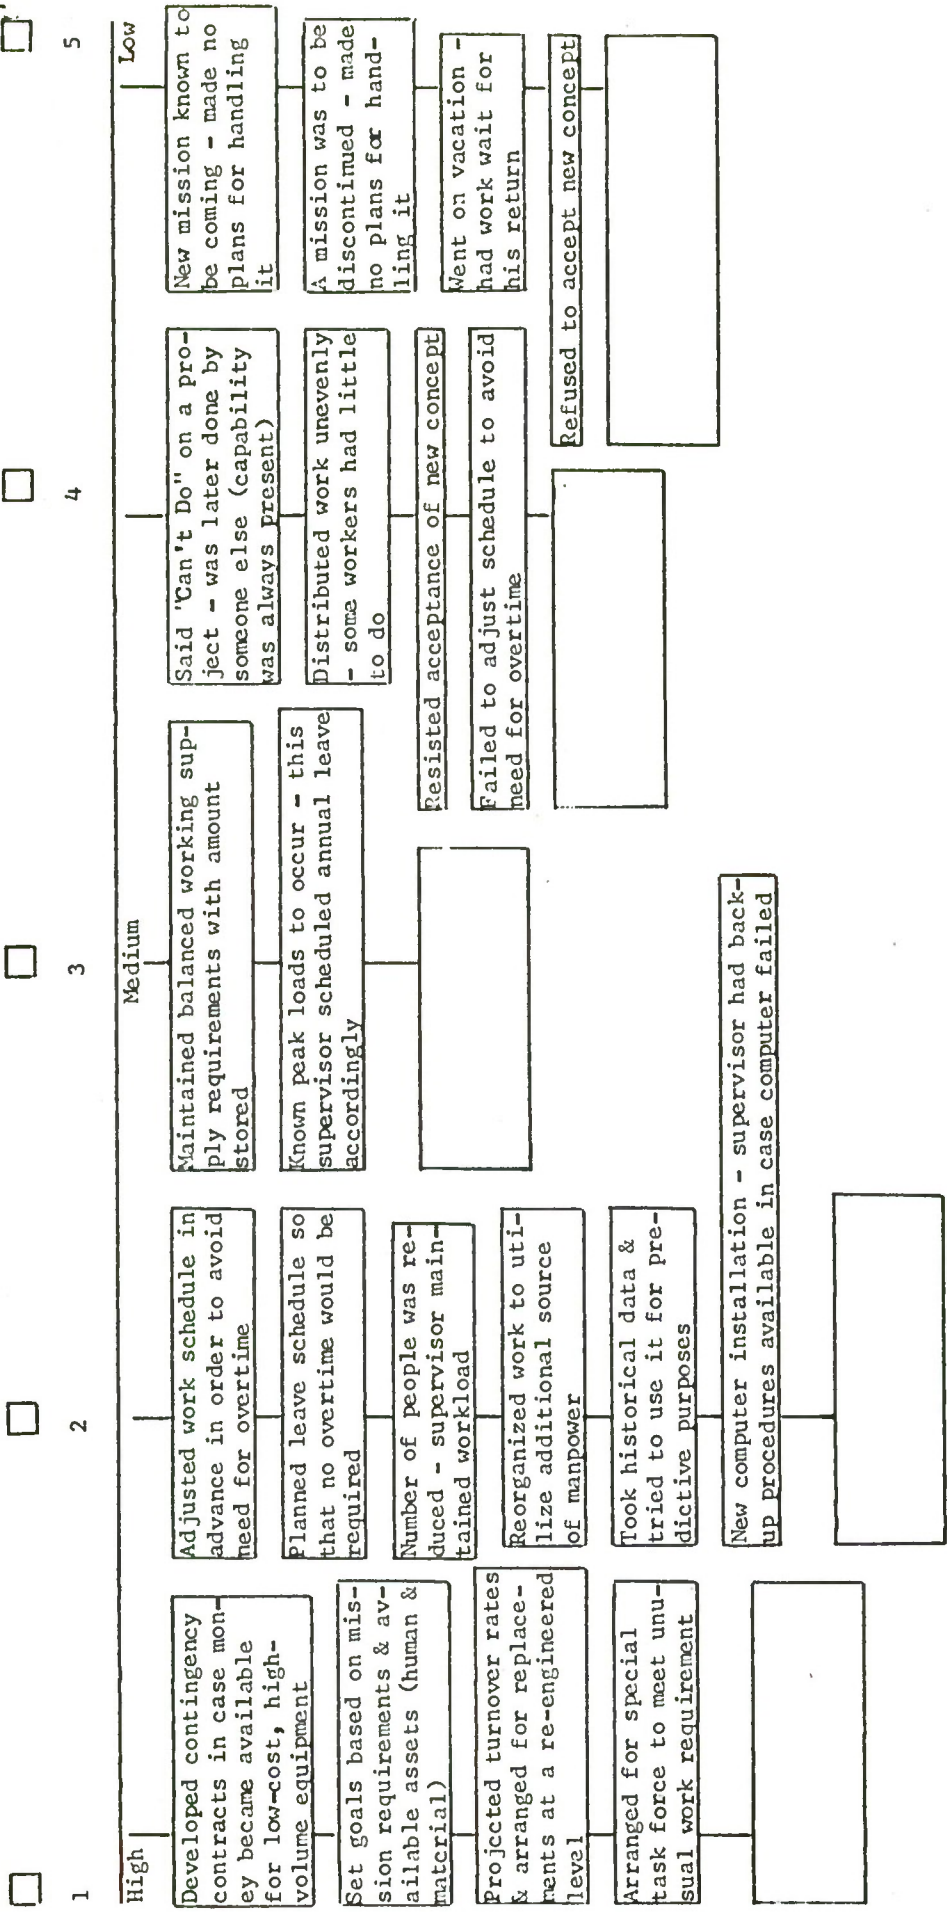 1
2
3
4
5
High
Medium
Low
Developed contingency
contracts in case mon-
ey became available
for low-cost, high-
volume equipment
Set goals based on mis-
sion requirements & av-
ailable assets (human &
material)
Projected turnover rates
& arranged for replace-
ments at a re-engineered
level
Arranged for special
task force to meet unu-
sual work requirement
Adjusted work schedule in
advance in order to avoid
need for overtime
Planned leave schedule so
that no overtime would be
required
Number of people was re-
duced - supervisor main-
tained workload
Reorganized work to uti-
lize additional source
of manpower
Took historical data &
tried to use it for pre-
dictive purposes
New computer installation - supervisor had back-
up procedures available in case computer failed
Maintained balanced working sup-
ply requirements with amount
stored
Known peak loads to occur - this
supervisor scheduled annual leave
accordingly
Said "Can't Do" on a pro-
ject - was later done by
someone else (capability
was always present)
Distributed work unevenly
- some workers had little
to do
Resisted acceptance of new concept
Failed to adjust schedule to avoid
need for overtime
New mission known to
be coming - made no
plans for handling
it
A mission was to be
discontinued - made
no plans for hand-
ling it
Went on vacation -
had work wait for
his return
Refused to accept new concept